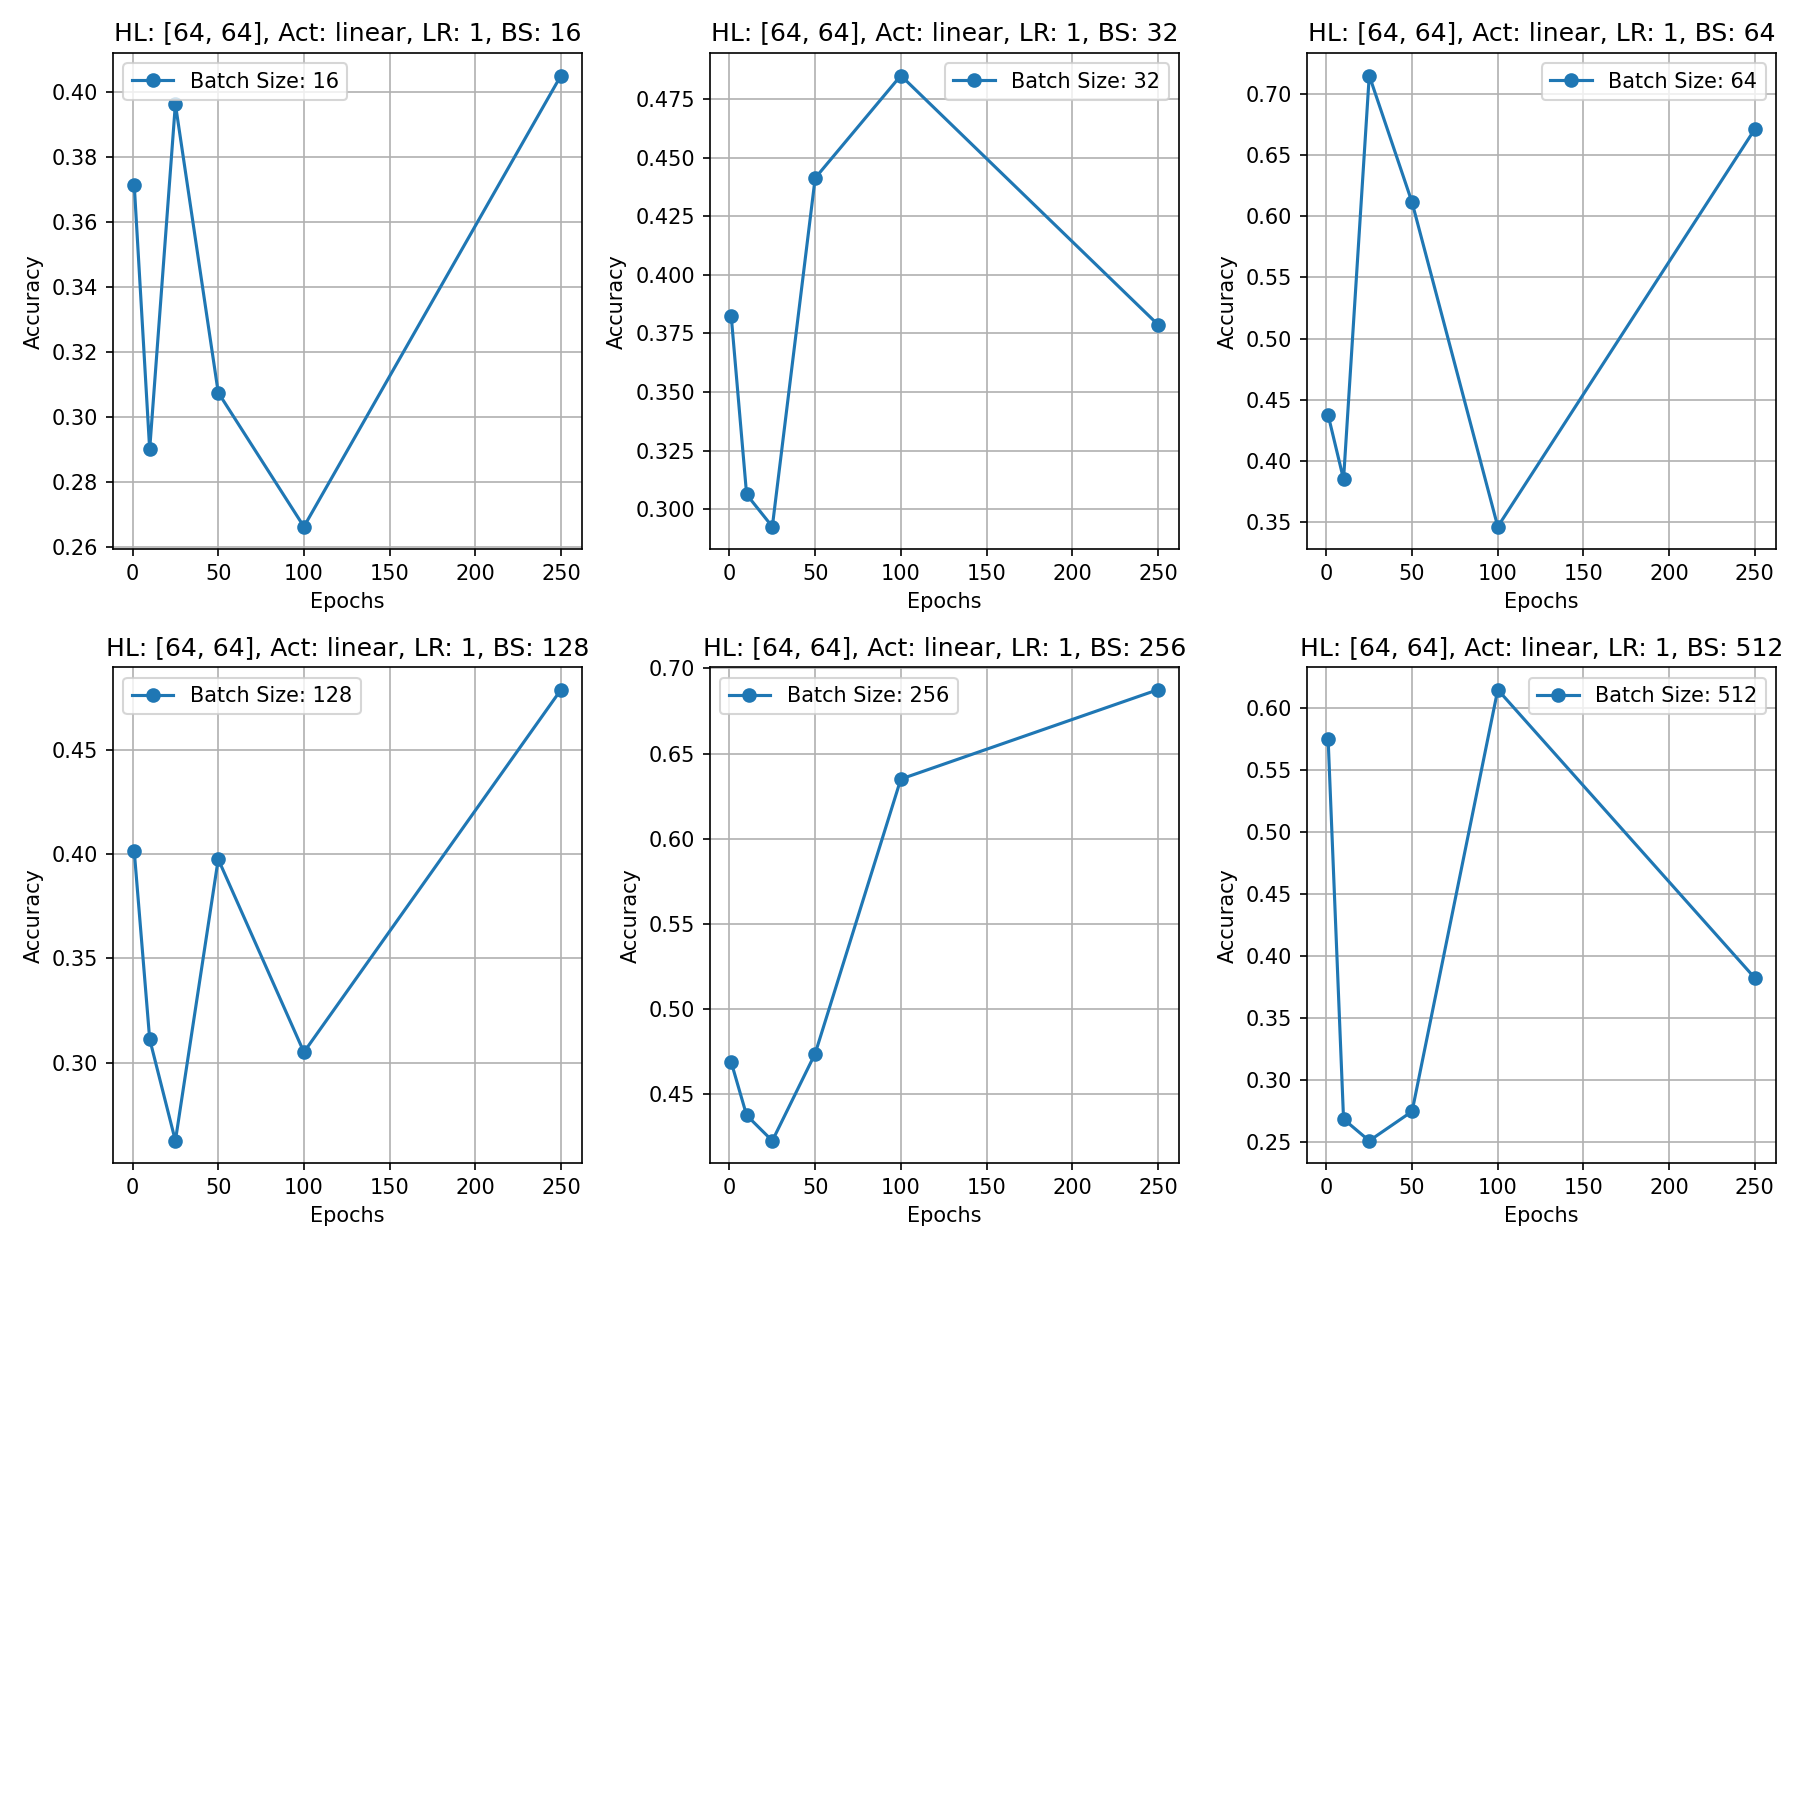 HL: [64, 64], Act: linear, LR: 1, BS: 16
Batch Size: 16
Accuracy
0.40
0.38
0.36
0.34
0.32
0.30
0.28
0.26
0 50 100 150 200 250
Epochs
HL: [64, 64], Act: linear, LR: 1, BS: 32
Batch Size: 32
Accuracy
0.475
0.450
0.425
0.400
0.375
0.350
0.325
0.300
0 50 100 150 200 250
Epochs
HL: [64, 64], Act: linear, LR: 1, BS: 64
Batch Size: 64
Accuracy
0.70
0.65
0.60
0.55
0.50
0.45
0.40
0.35
0 50 100 150 200 250
Epochs
HL: [64, 64], Act: linear, LR: 1, BS: 128
Batch Size: 128
Accuracy
0.45
0.40
0.35
0.30
0 50 100 150 200 250
Epochs
HL: [64, 64], Act: linear, LR: 1, BS: 256
Batch Size: 256
Accuracy
0.70
0.65
0.60
0.55
0.50
0.45
0 50 100 150 200 250
Epochs
HL: [64, 64], Act: linear, LR: 1, BS: 512
Batch Size: 512
Accuracy
0.60
0.55
0.50
0.45
0.40
0.35
0.30
0.25
0 50 100 150 200 250
Epochs